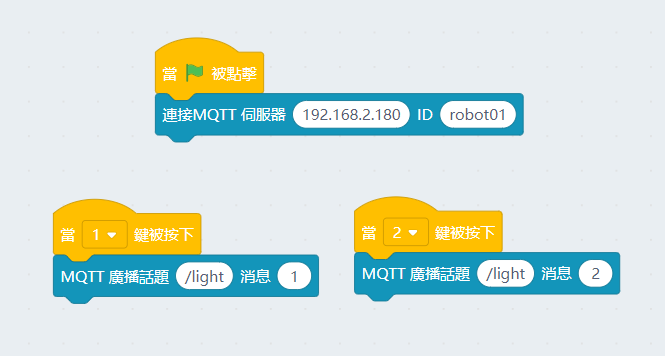 當 被點擊
連接MQTT 伺服器 192.168.2.180 ID robot01
當 1 鍵被按下
MQTT 廣播話題 /light 消息 1
當 2 鍵被按下
MQTT 廣播話題 /light 消息 2